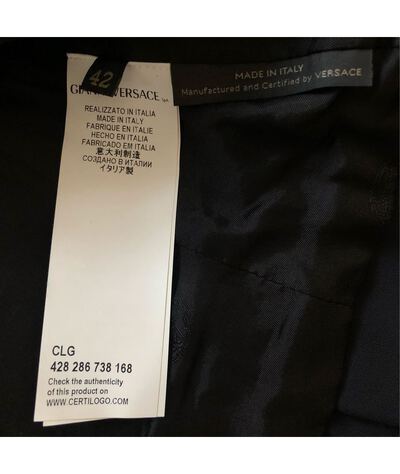 42
MADE IN ITALY
Manufactured and Certified by VERSACE
GIANNI VERSACE
REALIZZATO IN ITALIA
MADE IN ITALY
FABRIQUE EN ITALIE
HECHO EN ITALIA
FABRICADO EM ITALIA
意大利制造
СОЗДАНО В ИТАЛИИ
イタリア製
CLG
428 286 738 168
Check the authenticity
of this product on
WWW.CERTILOGO.COM